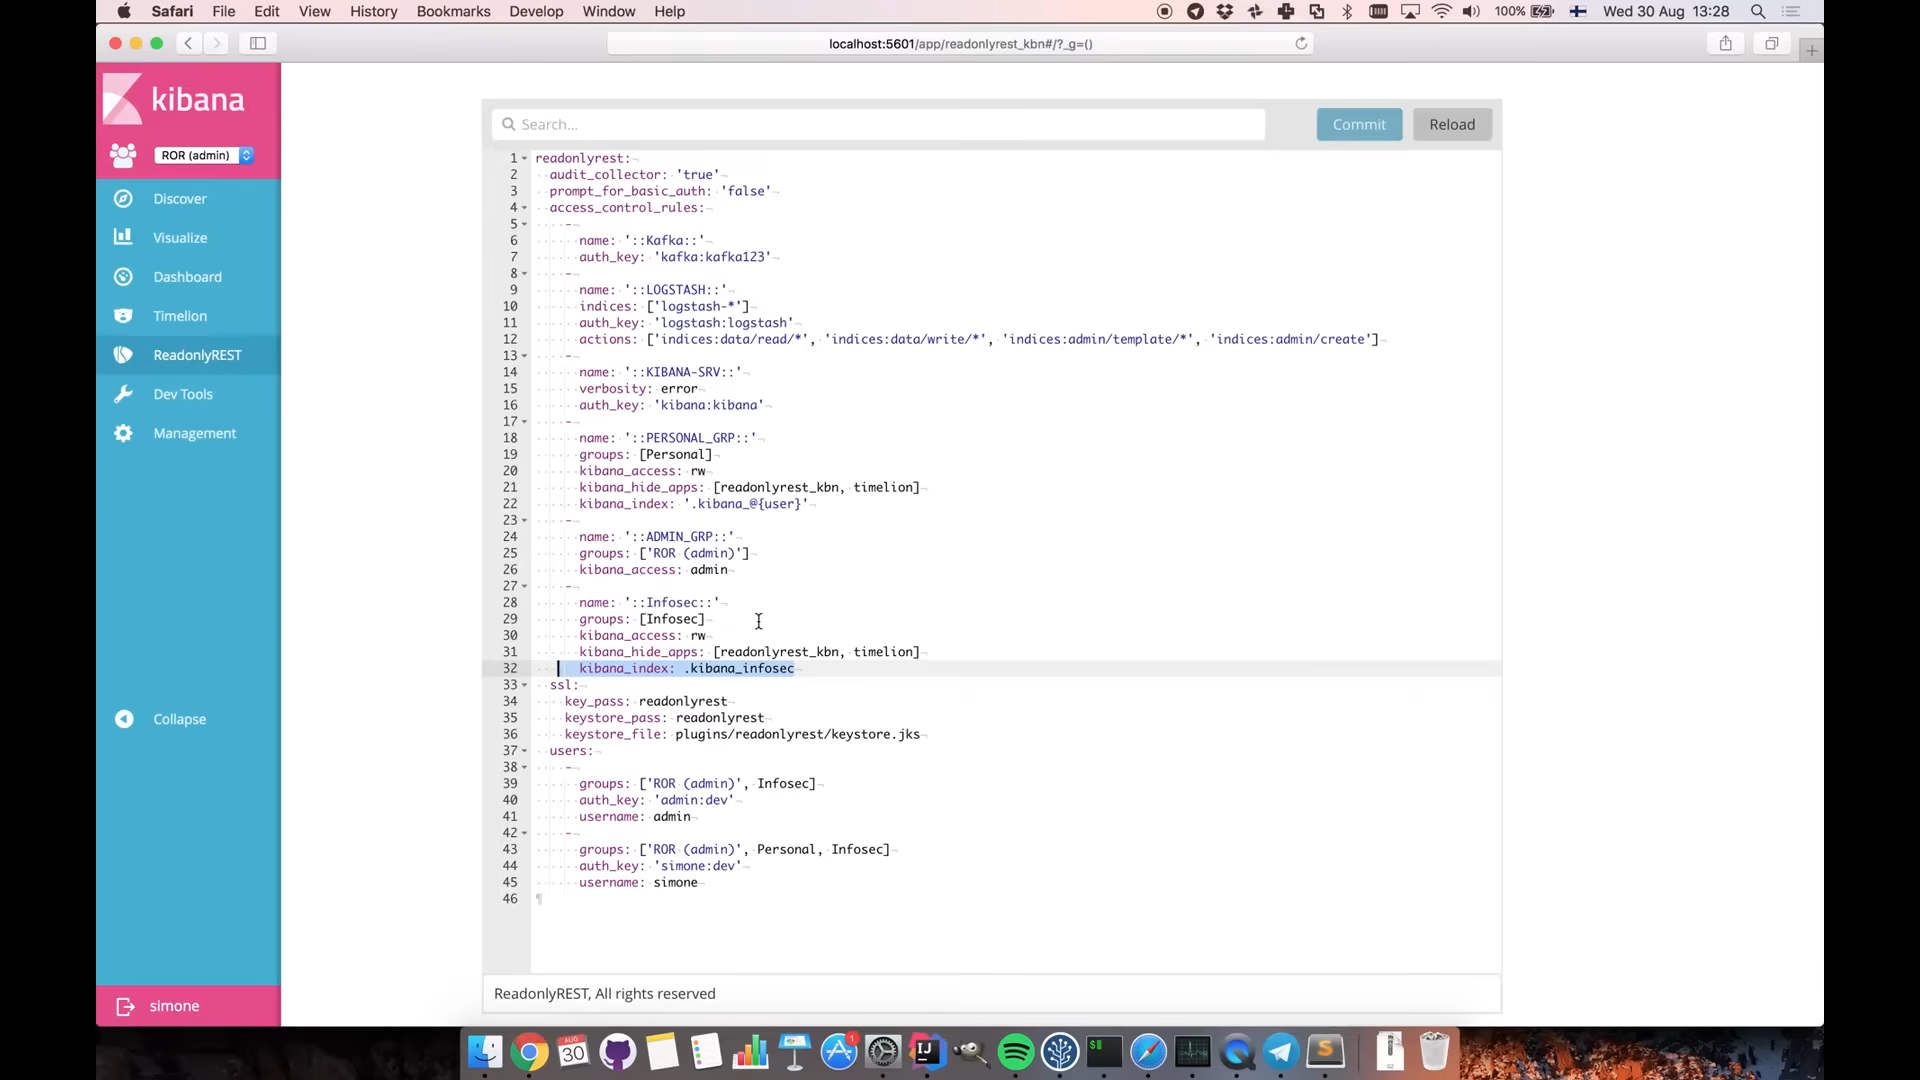 Safari File Edit View History Bookmarks Develop Window Help 100% Wed 30 Aug 13:28
localhost:5601/app/readonlyrest_kbn#/?_g=()
kibana
ROR (admin)
Discover
Visualize
Dashboard
Timelion
ReadonlyREST
Dev Tools
Management
Collapse
simone
Search...
Commit
Reload
1 readonlyrest:
2 audit_collector: 'true'
3 prompt_for_basic_auth: 'false'
4 access_control_rules:
5 -
6 name: '::Kafka::'
7 auth_key: 'kafka:kafka123'
8 -
9 name: '::LOGSTASH::'
10 indices: ['logstash-*']
11 auth_key: 'logstash:logstash'
12 actions: ['indices:data/read/*', 'indices:data/write/*', 'indices:admin/template/*', 'indices:admin/create']
13 -
14 name: '::KIBANA-SRV::'
15 verbosity: error
16 auth_key: 'kibana:kibana'
17 -
18 name: '::PERSONAL_GRP::'
19 groups: [Personal]
20 kibana_access: rw
21 kibana_hide_apps: [readonlyrest_kbn, timelion]
22 kibana_index: '.kibana_@{user}'
23 -
24 name: '::ADMIN_GRP::'
25 groups: ['ROR (admin)']
26 kibana_access: admin
27 -
28 name: '::Infosec::'
29 groups: [Infosec]
30 kibana_access: rw
31 kibana_hide_apps: [readonlyrest_kbn, timelion]
32 kibana_index: .kibana_infosec
33 ssl:
34 key_pass: readonlyrest
35 keystore_pass: readonlyrest
36 keystore_file: plugins/readonlyrest/keystore.jks
37 users:
38 -
39 groups: ['ROR (admin)', Infosec]
40 auth_key: 'admin:dev'
41 username: admin
42 -
43 groups: ['ROR (admin)', Personal, Infosec]
44 auth_key: 'simone:dev'
45 username: simone
46
ReadonlyREST, All rights reserved
AUG
30
1
IJ
$
S